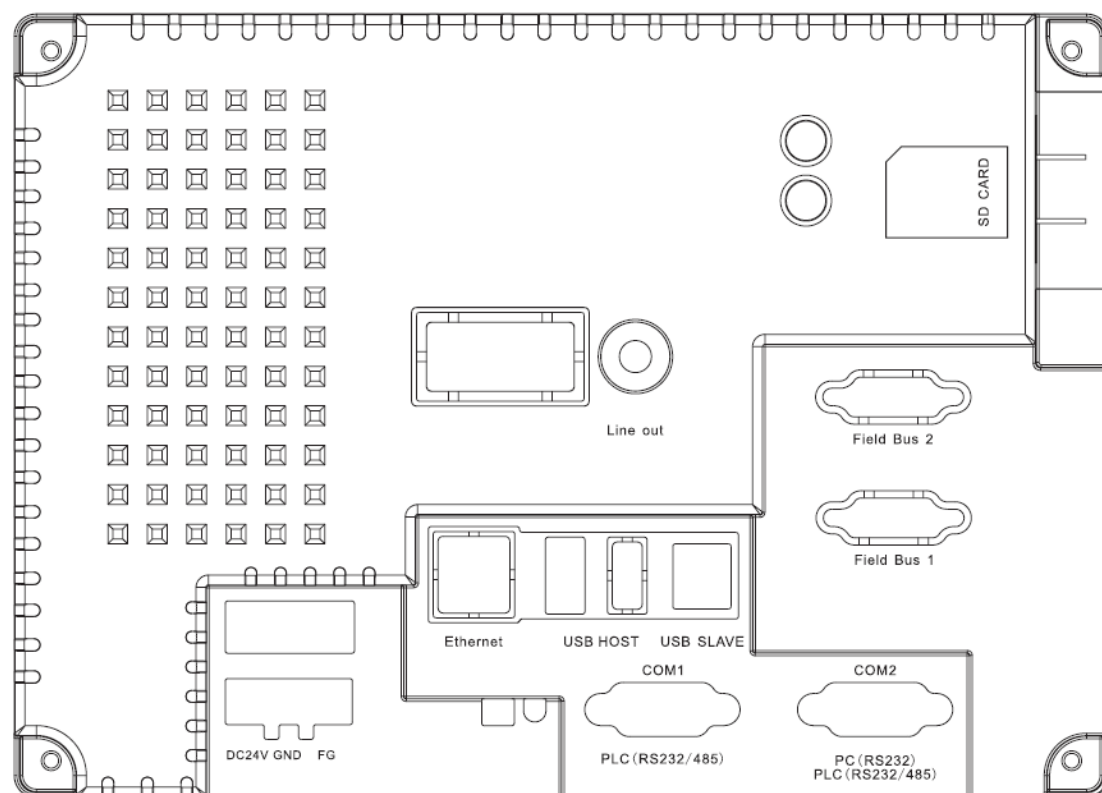 SD CARD
Line out
Field Bus 2
Field Bus 1
Ethernet
USB HOST
USB SLAVE
COM1
COM2
DC24V GND FG
PLC(RS232/485)
PC(RS232)
PLC(RS232/485)